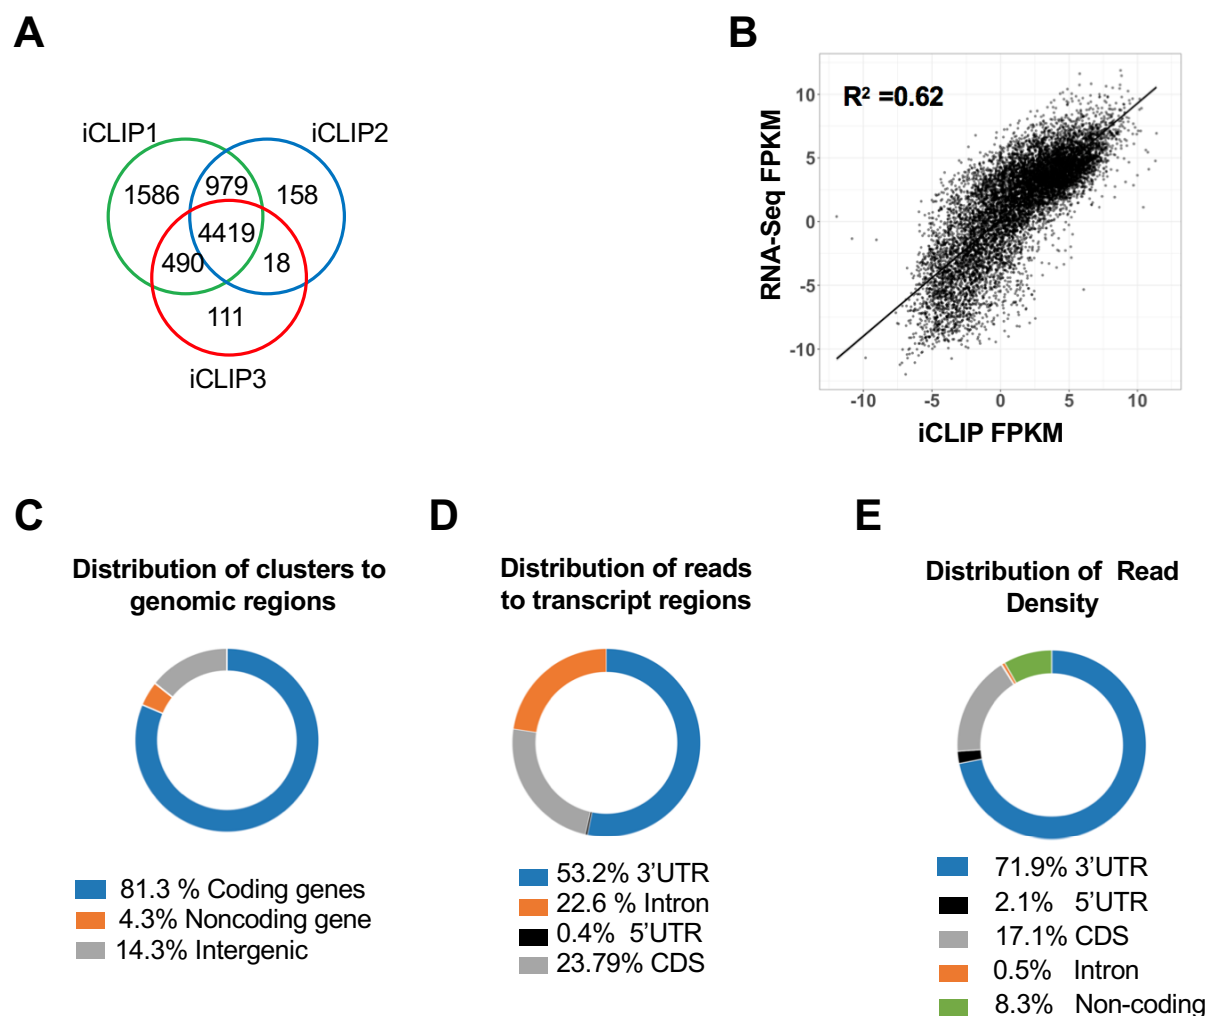 A
B
iCLIP1
iCLIP2
1586
979
158
4419
490
18
111
iCLIP3
R² =0.62
RNA-Seq FPKM
10
5
0
-5
-10
-10
-5
0
5
10
iCLIP FPKM
C
D
E
Distribution of clusters to
genomic regions
81.3 % Coding genes
4.3% Noncoding gene
14.3% Intergenic
Distribution of reads
to transcript regions
53.2% 3’UTR
22.6 % Intron
0.4% 5’UTR
23.79% CDS
Distribution of Read
Density
71.9% 3’UTR
2.1% 5’UTR
17.1% CDS
0.5% Intron
8.3% Non-coding